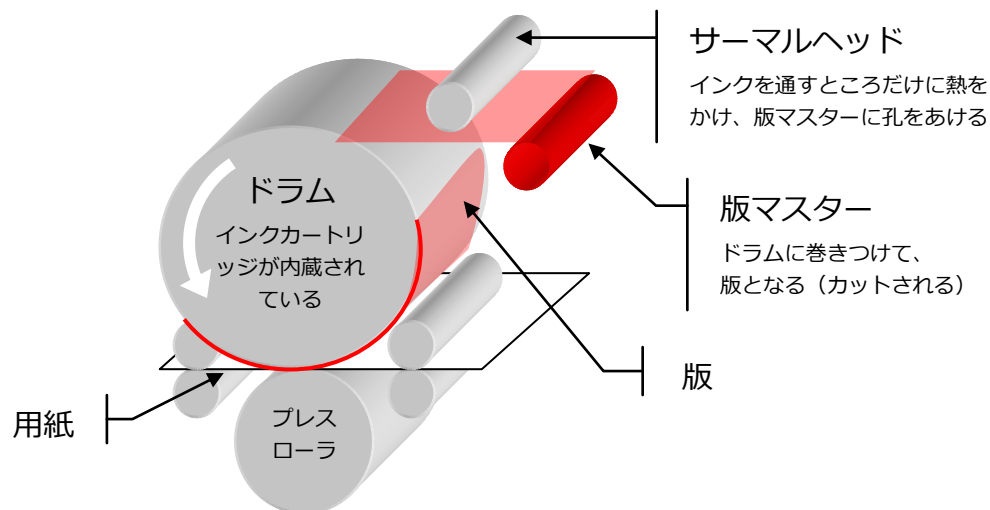 サーマルヘッド
インクを通すところだけに熱を
かけ、版マスターに孔をあける
ドラム
インクカートリ
ッジが内蔵され
ている
版マスター
ドラムに巻きつけて、
版となる（カットされる）
版
用紙
プレス
ローラ